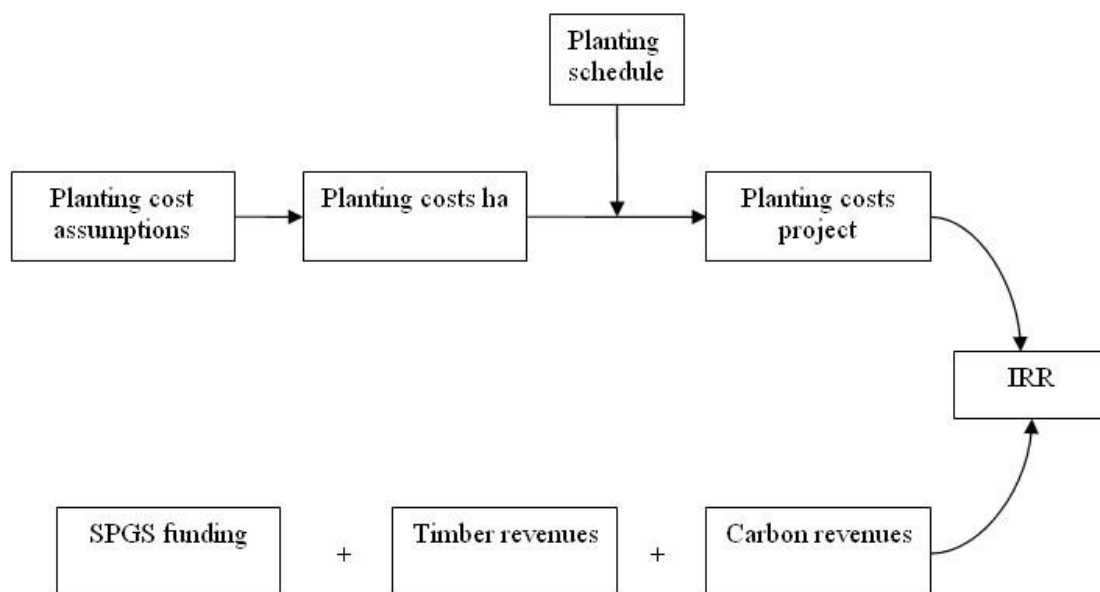 Planting
schedule
Planting cost
assumptions
Planting costs ha
Planting costs
project
IRR
SPGS funding
+
Timber revenues
+
Carbon revenues